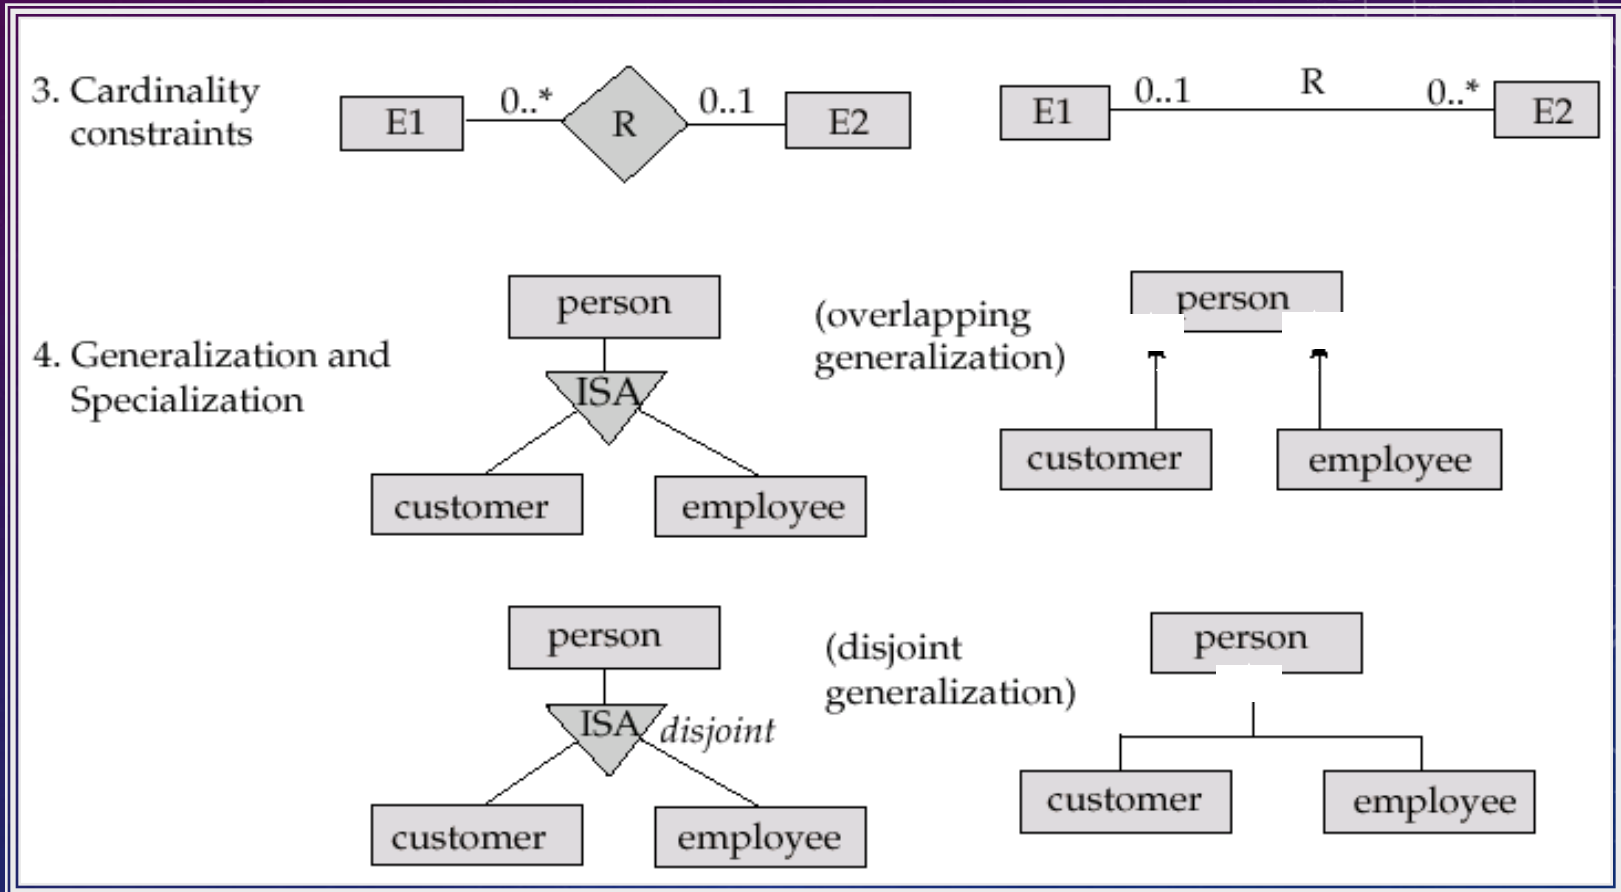 3. Cardinality
constraints
E1
0..*
R
0..1
E2
E1
0..1
R
0..*
E2
4. Generalization and
Specialization
person
ISA
customer
employee
(overlapping
generalization)
person
customer
employee
person
ISA
disjoint
customer
employee
(disjoint
generalization)
person
customer
employee